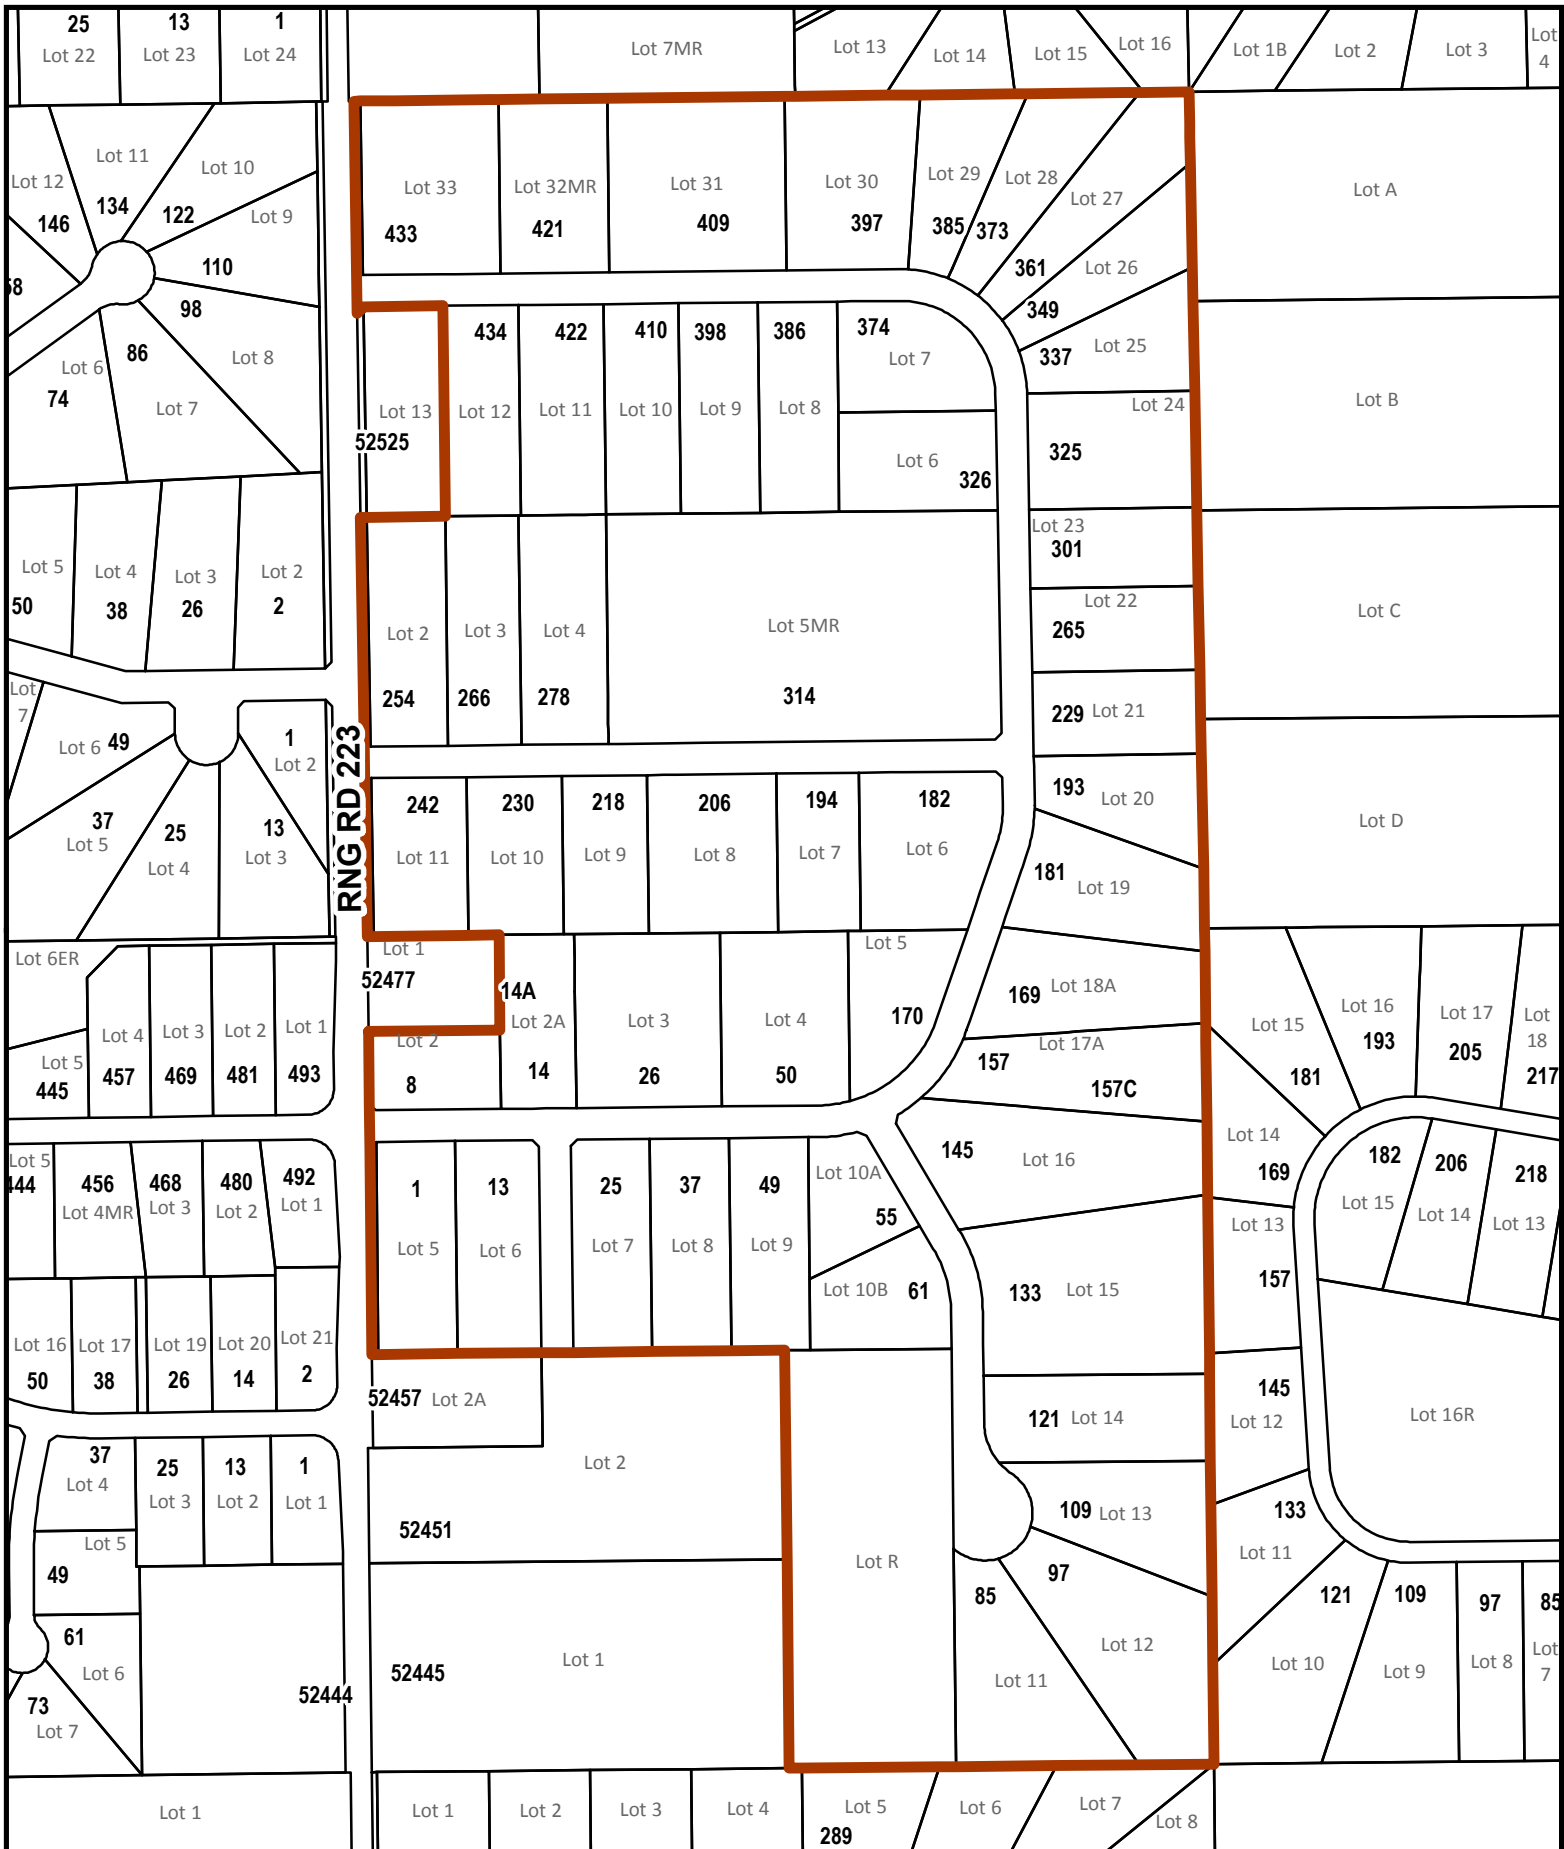 25
13
1
Lot 22
Lot 23
Lot 24
Lot 7MR
Lot 13
Lot 14
Lot 15
Lot 16
Lot 1B
Lot 2
Lot 3
Lot
4
Lot 12
146
Lot 11
134
Lot 10
122
Lot 9
110
58
98
Lot 8
86
Lot 7
Lot 6
74
Lot 33
433
Lot 32MR
421
Lot 31
409
Lot 30
397
Lot 29
385
Lot 28
373
Lot 27
361
Lot 26
349
Lot 25
337
Lot 24
325
Lot A
Lot B
Lot 13
52525
434
Lot 12
422
Lot 11
410
Lot 10
398
Lot 9
386
Lot 8
374
Lot 7
Lot 6
326
Lot 23
301
Lot 22
265
Lot 21
229
193
Lot 20
181
Lot 19
Lot C
Lot D
Lot 5
50
Lot 4
38
Lot 3
26
Lot 2
2
Lot 2
254
Lot 3
266
Lot 4
278
Lot 5MR
314
Lot
7
Lot 6
49
1
Lot 2
37
Lot 5
25
Lot 4
13
Lot 3
RNG RD 223
242
Lot 11
230
Lot 10
218
Lot 9
206
Lot 8
194
Lot 7
182
Lot 6
Lot 6ER
Lot 5
445
Lot 4
457
Lot 3
469
Lot 2
481
Lot 1
493
Lot 1
52477
14A
Lot 2A
14
Lot 2
8
Lot 3
26
Lot 4
50
Lot 5
170
169
Lot 18A
Lot 17A
157
157C
145
Lot 16
Lot 15
181
Lot 16
193
Lot 17
205
Lot
18
217
Lot 14
169
Lot 13
157
182
Lot 15
206
Lot 14
218
Lot 13
Lot 5
444
456
Lot 4MR
468
Lot 3
480
Lot 2
492
Lot 1
1
Lot 5
13
Lot 6
25
Lot 7
37
Lot 8
49
Lot 9
Lot 10A
55
Lot 10B
61
133
Lot 15
Lot 16
50
Lot 17
38
Lot 19
26
Lot 20
14
Lot 21
2
52457
Lot 2A
Lot 2
52451
121
Lot 14
145
Lot 12
Lot 16R
37
Lot 4
25
Lot 3
13
Lot 2
1
Lot 1
Lot 5
49
61
Lot 6
73
Lot 7
52444
52445
Lot 1
Lot R
109
Lot 13
97
Lot 12
85
Lot 11
133
Lot 11
121
Lot 10
109
Lot 9
97
Lot 8
85
Lot
7
Lot 1
Lot 1
Lot 2
Lot 3
Lot 4
Lot 5
289
Lot 6
Lot 7
Lot 8